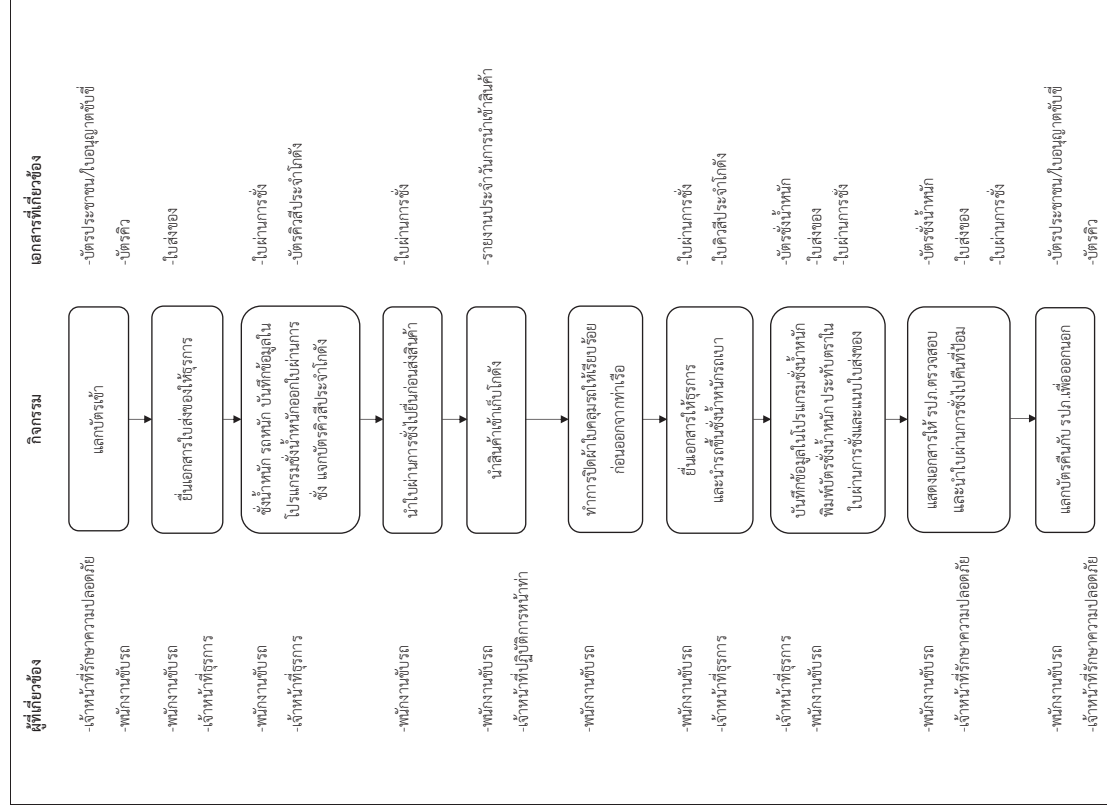 ผู้ที่เกี่ยวข้อง
กิจกรรม
เอกสารที่เกี่ยวข้อง
-เจ้าหน้าที่รักษาความปลอดภัย
-พนักงานขับรถ
แลกบัตรเข้า
-บัตรประชาชน/ใบอนุญาตขับขี่
-บัตรคิว
-พนักงานขับรถ
-เจ้าหน้าที่ธุรการ
ยื่นเอกสารใบส่งของให้ธุรการ
-ใบส่งของ
-พนักงานขับรถ
-เจ้าหน้าที่ธุรการ
ชั่งน้ำหนัก รถหนัก บันทึกข้อมูลใน
โปรแกรมชั่งน้ำหนักออกใบผ่านการ
ชั่ง แจกบัตรคิวสีประจำโกดัง
-ใบผ่านการชั่ง
-บัตรคิวสีประจำโกดัง
-พนักงานขับรถ
นำใบผ่านการชั่งไปยื่นก่อนส่งสินค้า
-ใบผ่านการชั่ง
-พนักงานขับรถ
-เจ้าหน้าที่ปฏิบัติการหน้าท่า
นำสินค้าเข้าเก็บโกดัง
-รายงานประจำวันการนำเข้าสินค้า
-พนักงานขับรถ
ทำการปิดผ้าใบคลุมรถให้เรียบร้อย
ก่อนออกจากท่าเรือ
-พนักงานขับรถ
-เจ้าหน้าที่ธุรการ
ยื่นเอกสารให้ธุรการ
และนำรถขึ้นชั่งน้ำหนักรถเบา
-ใบผ่านการชั่ง
-ใบคิวสีประจำโกดัง
-เจ้าหน้าที่ธุรการ
-พนักงานขับรถ
บันทึกข้อมูลในโปรแกรมชั่งน้ำหนัก
พิมพ์บัตรชั่งน้ำหนัก ประทับตราใน
ใบผ่านการชั่งและแนบใบส่งของ
-บัตรชั่งน้ำหนัก
-ใบส่งของ
-ใบผ่านการชั่ง
-พนักงานขับรถ
-เจ้าหน้าที่รักษาความปลอดภัย
แสดงเอกสารให้ รปภ.ตรวจสอบ
และนำใบผ่านการชั่งไปคืนที่ป้อม
-บัตรชั่งน้ำหนัก
-ใบส่งของ
-ใบผ่านการชั่ง
-พนักงานขับรถ
-เจ้าหน้าที่รักษาความปลอดภัย
แลกบัตรคืนกับ รปภ.เพื่อออกนอก
-บัตรประชาชน/ใบอนุญาตขับขี่
-บัตรคิว